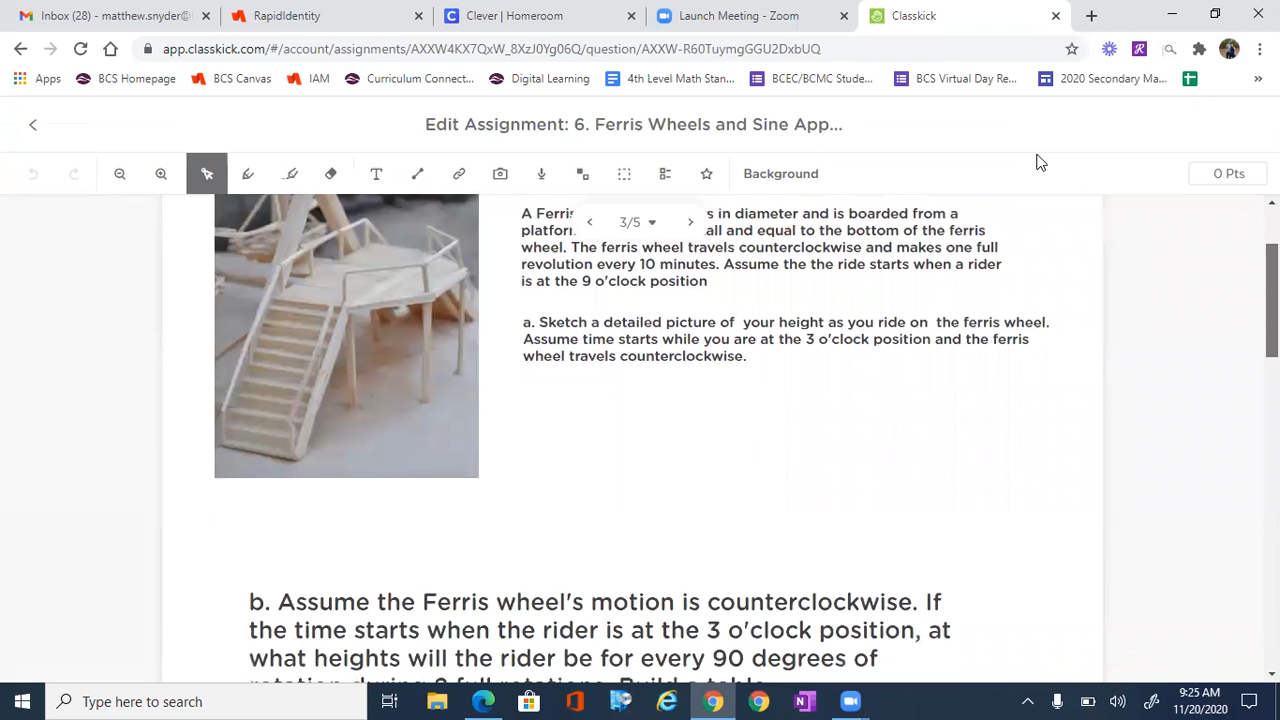 Inbox (28) - matthew.snyder@
RapidIdentity
Clever | Homeroom
Launch Meeting - Zoom
Classkick
app.classkick.com/#/account/assignments/AXXW4KX7QxW_8XzJ0Yg06Q/question/AXXW-R60TuymgGGU2DxbUQ
Apps
BCS Homepage
BCS Canvas
IAM
Curriculum Connect...
Digital Learning
4th Level Math Stan...
BCEC/BCMC Stude...
BCS Virtual Day Re...
2020 Secondary Ma...
Edit Assignment: 6. Ferris Wheels and Sine App...
Background
0 Pts
3/5
A Ferris in diameter and is boarded from a
and equal to the bottom of the ferris
wheel. The ferris wheel travels counterclockwise and makes one full
revolution every 10 minutes. Assume the the ride starts when a rider
is at the 9 o'clock position
a. Sketch a detailed picture of your height as you ride on the ferris wheel.
Assume time starts while you are at the 3 o'clock position and the ferris
wheel travels counterclockwise.
b. Assume the Ferris wheel's motion is counterclockwise. If
the time starts when the rider is at the 3 o'clock position, at
what heights will the rider be for every 90 degrees of
Type here to search
9:25 AM
11/20/2020